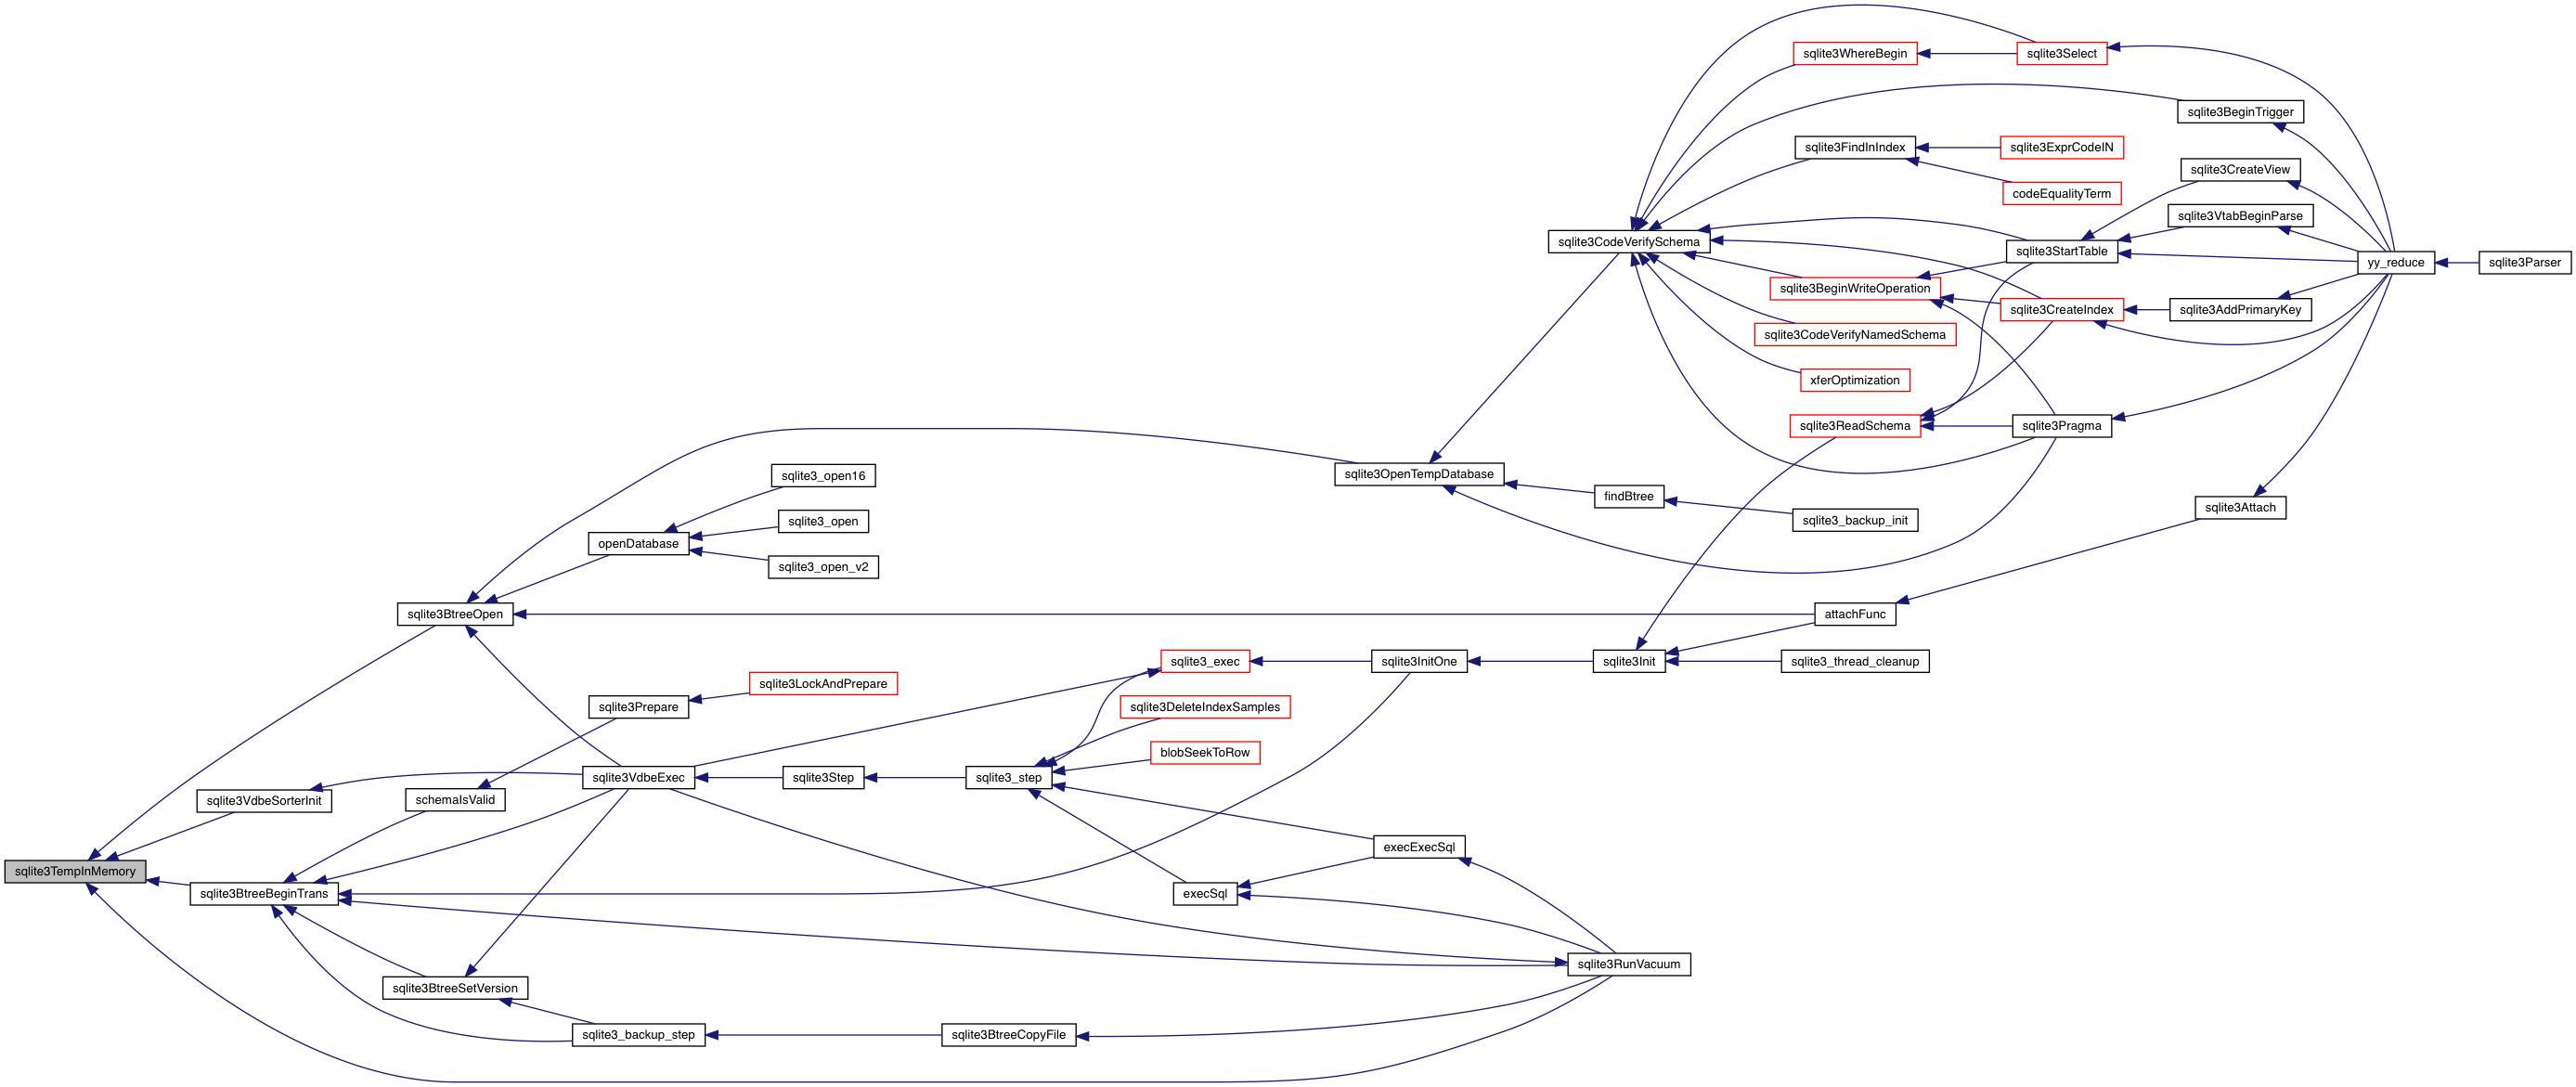 sqlite3WhereBegin
sqlite3Select
sqlite3BeginTrigger
sqlite3FindInIndex
sqlite3ExprCodeIN
sqlite3CreateView
codeEqualityTerm
sqlite3VtabBeginParse
sqlite3CodeVerifySchema
sqlite3StartTable
yy_reduce
sqlite3Parser
sqlite3BeginWriteOperation
sqlite3CreateIndex
sqlite3AddPrimaryKey
sqlite3CodeVerifyNamedSchema
xferOptimization
sqlite3ReadSchema
sqlite3Pragma
sqlite3_open16
sqlite3OpenTempDatabase
findBtree
sqlite3Attach
sqlite3_open
sqlite3_backup_init
openDatabase
sqlite3_open_v2
sqlite3BtreeOpen
attachFunc
sqlite3_exec
sqlite3InitOne
sqlite3Init
sqlite3_thread_cleanup
sqlite3LockAndPrepare
sqlite3Prepare
sqlite3DeleteIndexSamples
blobSeekToRow
sqlite3VdbeExec
sqlite3Step
sqlite3_step
sqlite3VdbeSorterInit
schemaIsValid
execExecSql
sqlite3TempInMemory
sqlite3BtreeBeginTrans
execSql
sqlite3RunVacuum
sqlite3BtreeSetVersion
sqlite3_backup_step
sqlite3BtreeCopyFile